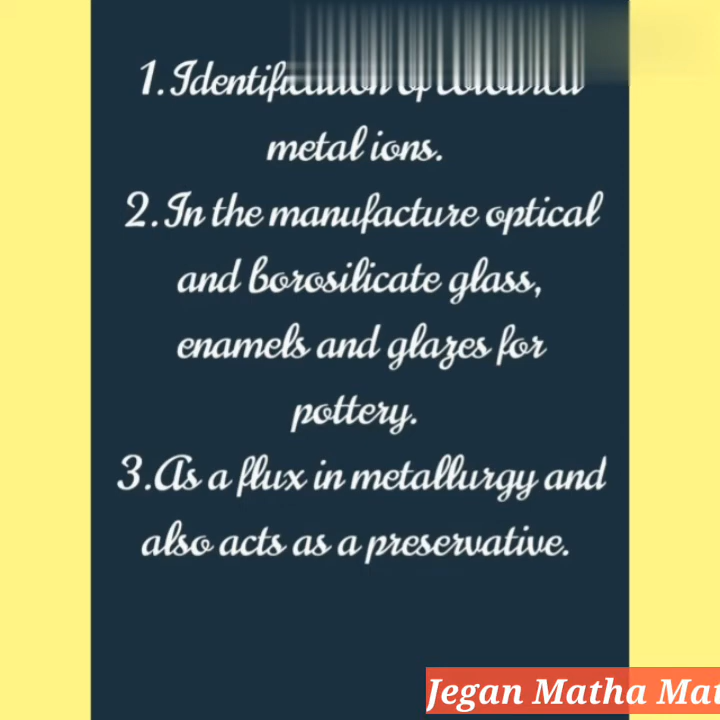 1. Identification of coloured
metal ions.
2. In the manufacture optical
and borosilicate glass,
enamels and glazes for
pottery.
3. As a flux in metallurgy and
also acts as a preservative.
Jegan Matha Mat